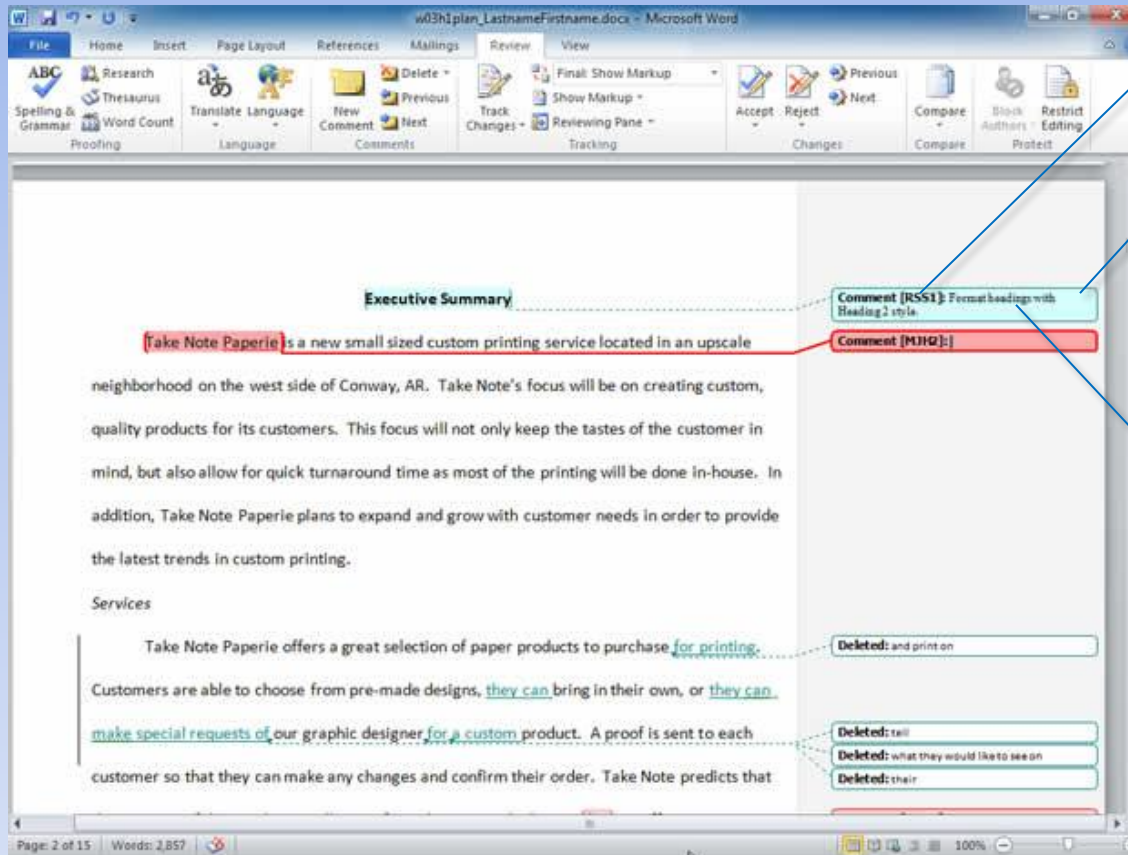 w03h1plan_LastnameFirstname.docx - Microsoft Word
File Home Insert Page Layout References Mailings Review View
ABC Spelling & Grammar
Research
Thesaurus
Word Count
Proofing
Translate
Language
Language
New Comment
Delete
Previous
Next
Comments
Track Changes
Final: Show Markup
Show Markup
Reviewing Pane
Tracking
Accept
Reject
Previous
Next
Changes
Compare
Compare
Block Authors
Restrict Editing
Protect
Executive Summary
Comment [RSS1]: Format headings with
Heading 2 style.
Take Note Paperie is a new small sized custom printing service located in an upscale
Comment [MJH2]:
neighborhood on the west side of Conway, AR. Take Note's focus will be on creating custom,
quality products for its customers. This focus will not only keep the tastes of the customer in
mind, but also allow for quick turnaround time as most of the printing will be done in-house. In
addition, Take Note Paperie plans to expand and grow with customer needs in order to provide
the latest trends in custom printing.
Services
Take Note Paperie offers a great selection of paper products to purchase for printing.
Deleted: and print on
Customers are able to choose from pre-made designs, they can bring in their own, or they can
make special requests of our graphic designer for a custom product. A proof is sent to each
Deleted: tell
Deleted: what they would like to see on
Deleted: their
customer so that they can make any changes and confirm their order. Take Note predicts that
Page: 2 of 15 Words: 2,857 100%